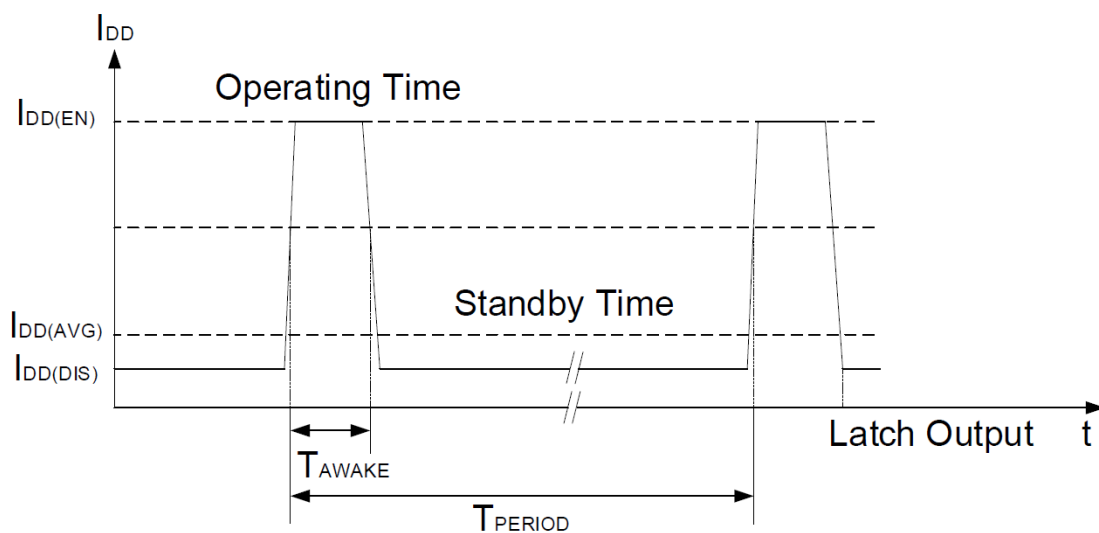 IDD
Operating Time
IDD(EN)
Standby Time
IDD(AVG)
IDD(DIS)
Latch Output t
TAWAKE
TPERIOD